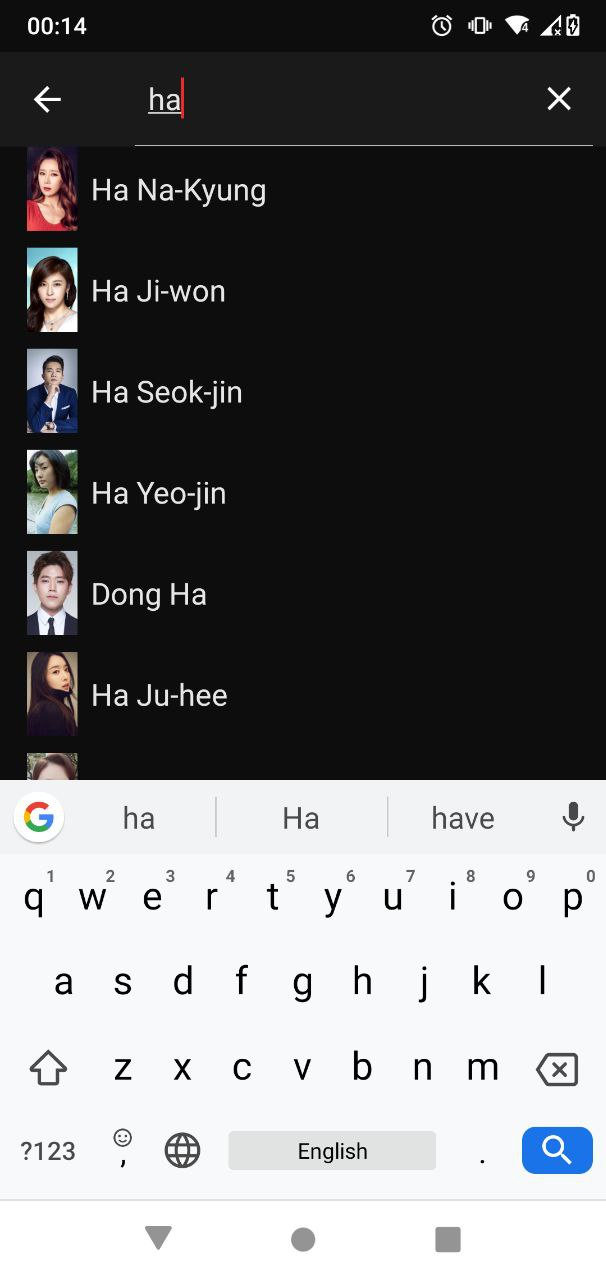 00:14
4
ha
Ha Na-Kyung
Ha Ji-won
Ha Seok-jin
Ha Yeo-jin
Dong Ha
Ha Ju-hee
ha Ha have
1 2 3 4 5 6 7 8 9 0
q w e r t y u i o p
a s d f g h j k l
z x c v b n m
?123 , English .